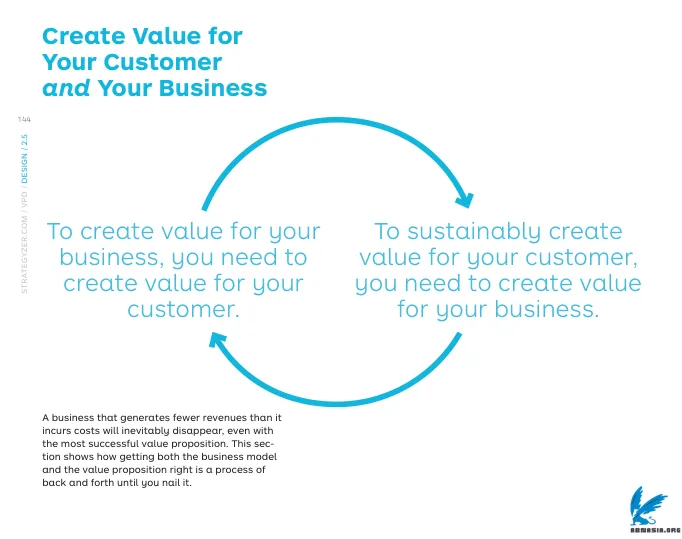 Create Value for
Your Customer
and Your Business
144
STRATEGYZER.COM / VPD / DESIGN / 2.5
To create value for your
business, you need to
create value for your
customer.
To sustainably create
value for your customer,
you need to create value
for your business.
A business that generates fewer revenues than it
incurs costs will inevitably disappear, even with
the most successful value proposition. This sec-
tion shows how getting both the business model
and the value proposition right is a process of
back and forth until you nail it.
ABNASIA.ORG